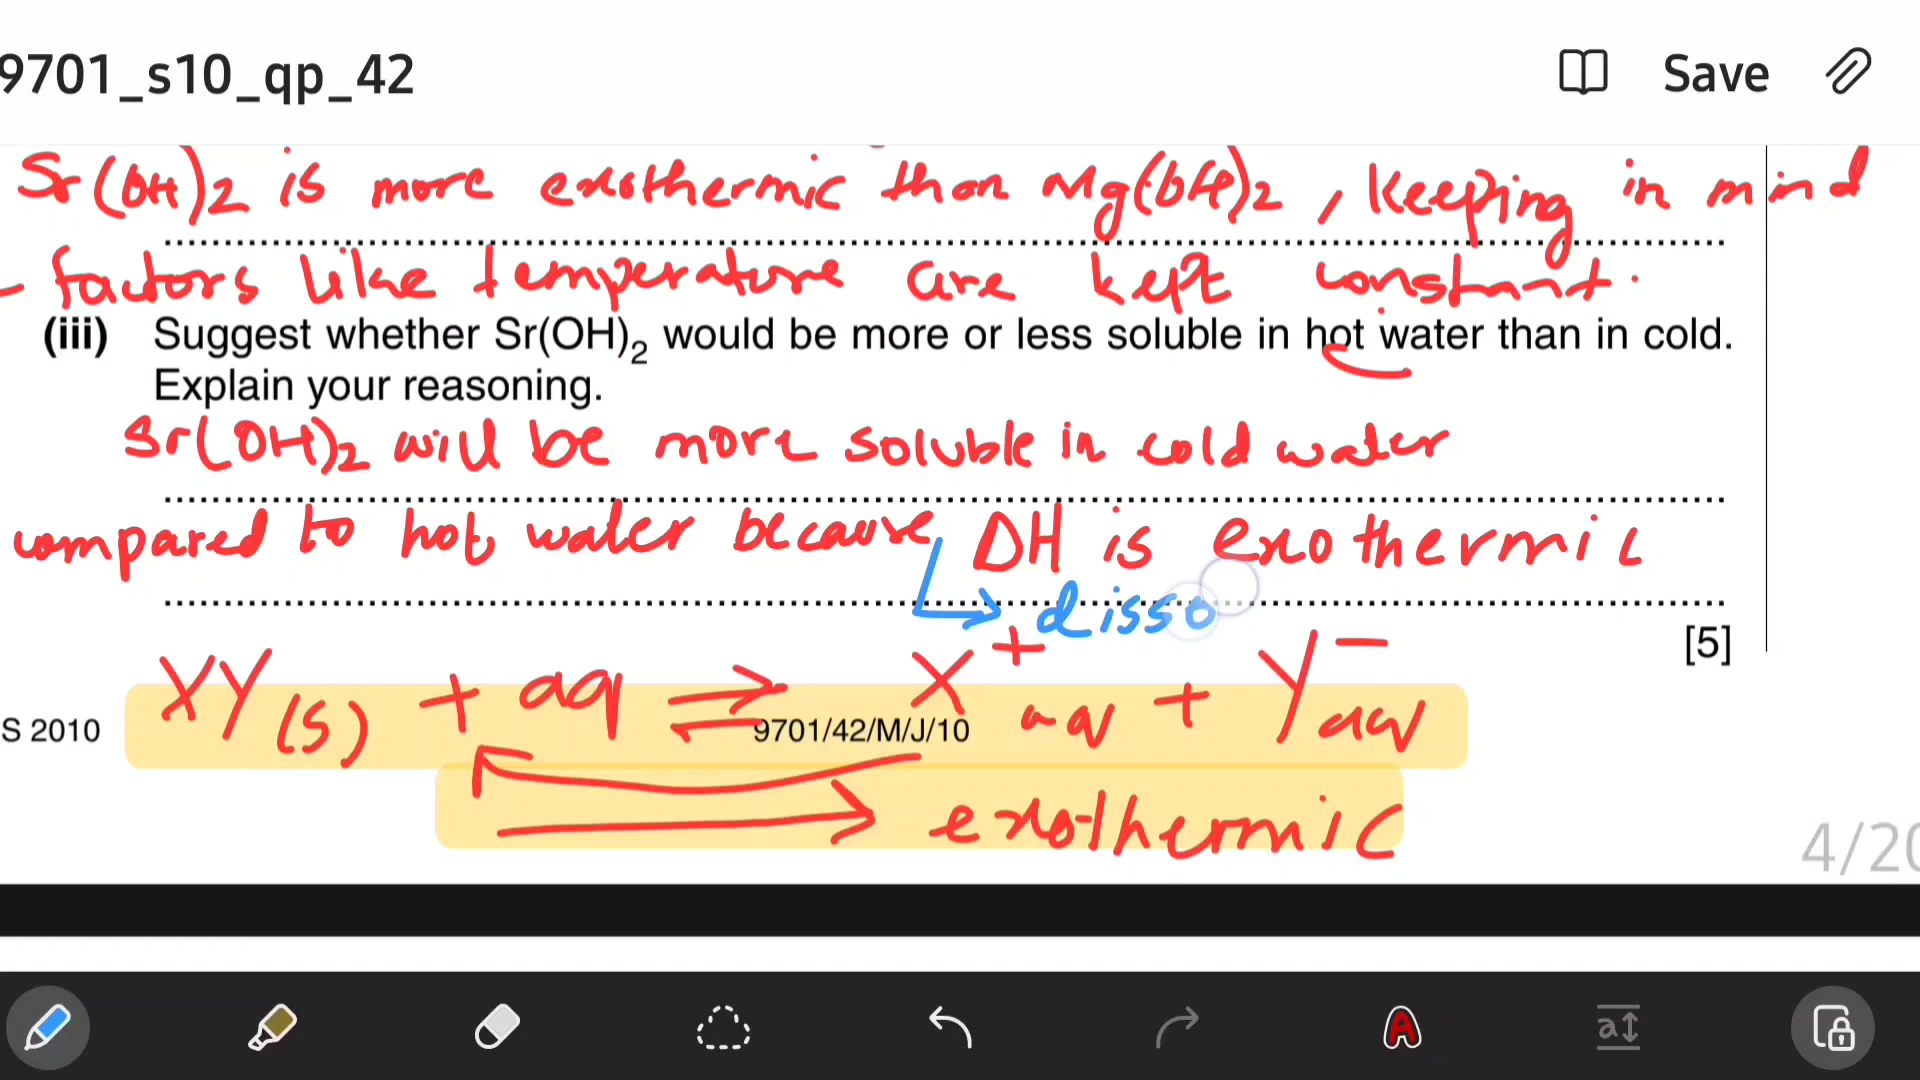 9701_s10_qp_42
Save
Sr(OH)2 is more exothermic than Mg(OH)2, keeping in mind
- factors like temperature are kept constant.
(iii) Suggest whether Sr(OH)2 would be more or less soluble in hot water than in cold.
Explain your reasoning.
Sr(OH)2 will be more soluble in cold water
compared to hot water because, ΔH is exothermic
→ disso
[5]
XY(s) + aq ⇌ X+ aq + Y- aq
S 2010
9701/42/M/J/10
exothermic
4/20
A
a